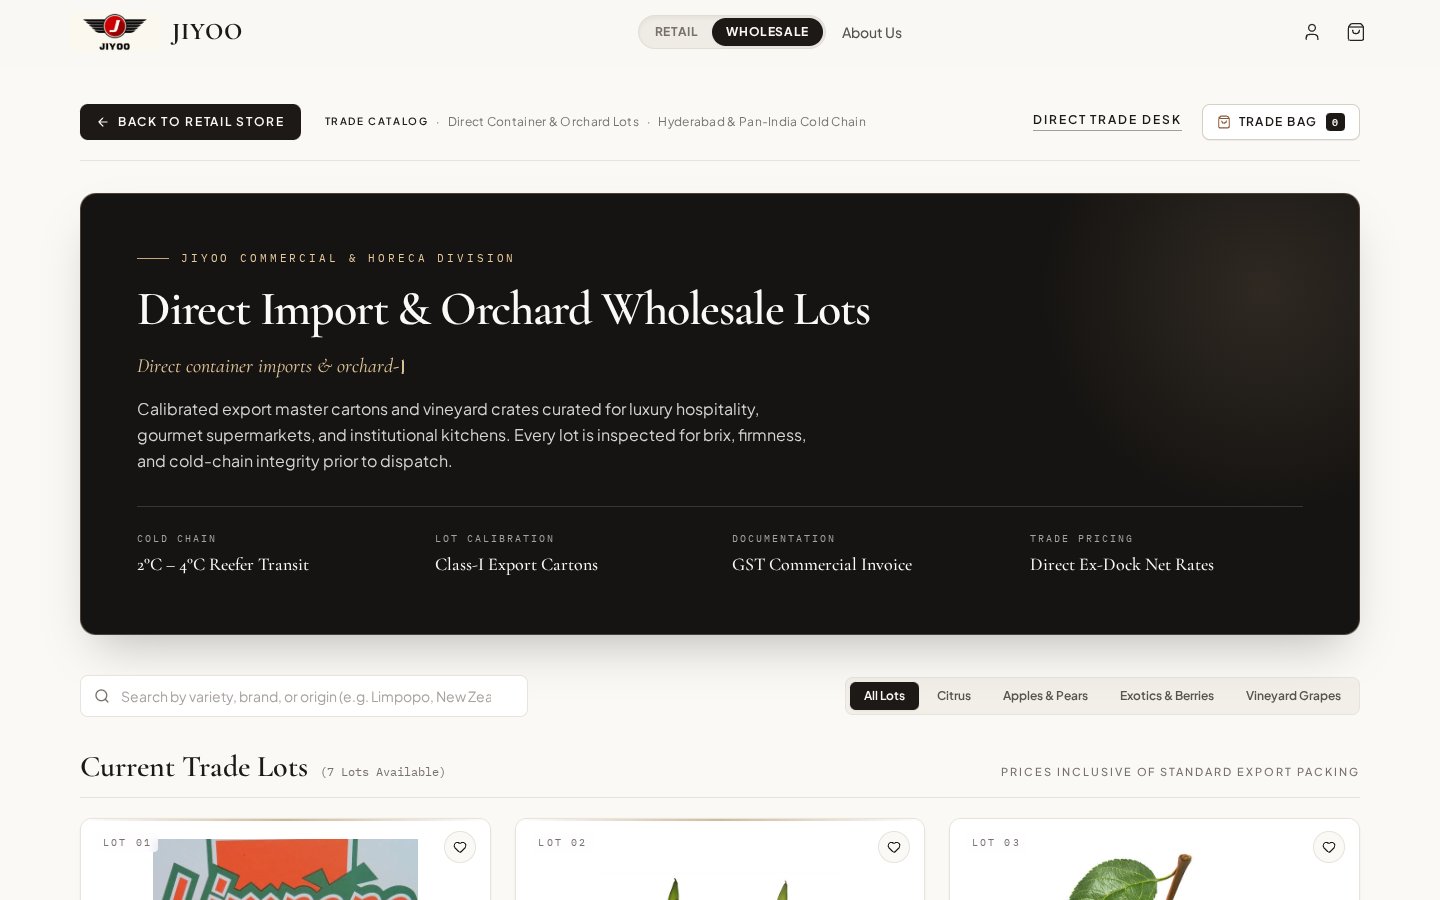 JIYOO
JIYOO
RETAIL
WHOLESALE
About Us
← BACK TO RETAIL STORE
TRADE CATALOG · Direct Container & Orchard Lots · Hyderabad & Pan-India Cold Chain
DIRECT TRADE DESK
TRADE BAG 0
JIYOO COMMERCIAL & HORECA DIVISION
Direct Import & Orchard Wholesale Lots
Direct container imports & orchard-
Calibrated export master cartons and vineyard crates curated for luxury hospitality,
gourmet supermarkets, and institutional kitchens. Every lot is inspected for brix, firmness,
and cold-chain integrity prior to dispatch.
COLD CHAIN
2°C – 4°C Reefer Transit
LOT CALIBRATION
Class-I Export Cartons
DOCUMENTATION
GST Commercial Invoice
TRADE PRICING
Direct Ex-Dock Net Rates
Search by variety, brand, or origin (e.g. Limpopo, New Zea
All Lots
Citrus
Apples & Pears
Exotics & Berries
Vineyard Grapes
Current Trade Lots (7 Lots Available)
PRICES INCLUSIVE OF STANDARD EXPORT PACKING
LOT 01
LOT 02
LOT 03